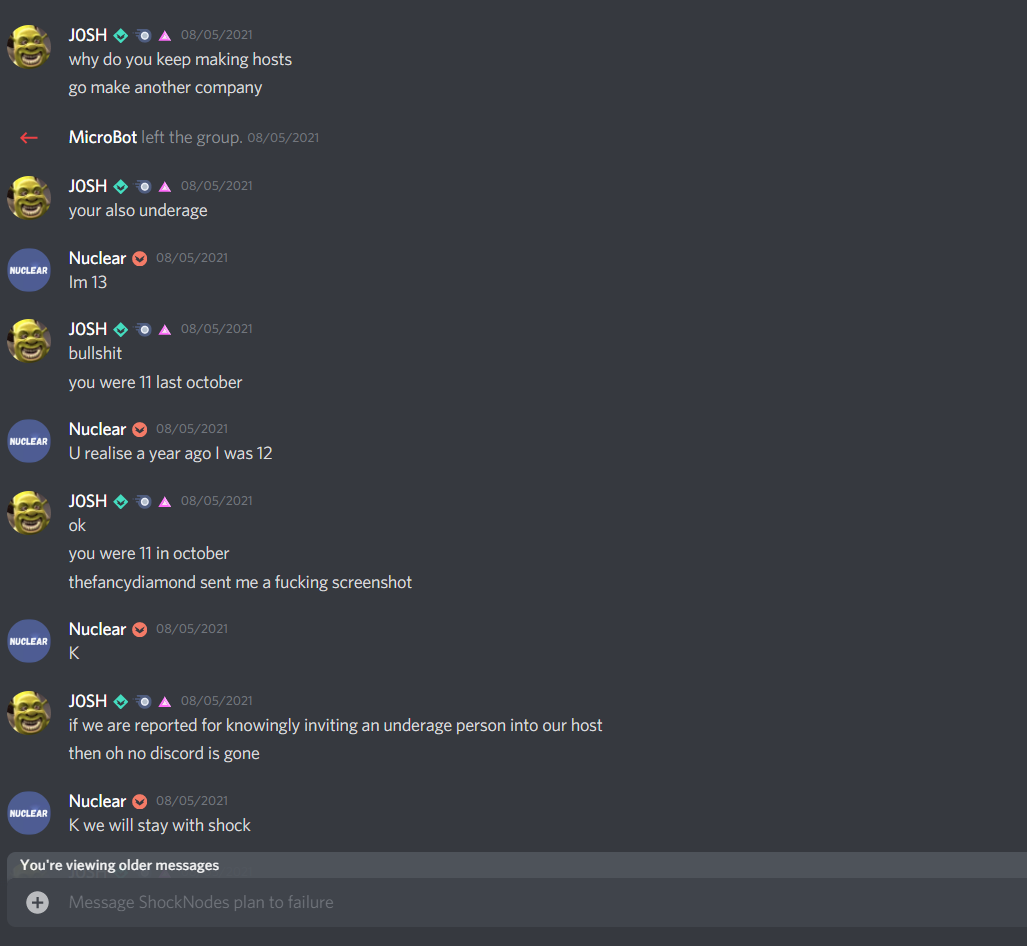 J0SH 08/05/2021
why do you keep making hosts
go make another company
MicroBot left the group. 08/05/2021
J0SH 08/05/2021
your also underage
NUCLEAR
Nuclear 08/05/2021
Im 13
J0SH 08/05/2021
bullshit
you were 11 last october
NUCLEAR
Nuclear 08/05/2021
U realise a year ago I was 12
J0SH 08/05/2021
ok
you were 11 in october
thefancydiamond sent me a fucking screenshot
NUCLEAR
Nuclear 08/05/2021
K
J0SH 08/05/2021
if we are reported for knowingly inviting an underage person into our host
then oh no discord is gone
NUCLEAR
Nuclear 08/05/2021
K we will stay with shock
You're viewing older messages
Message ShockNodes plan to failure